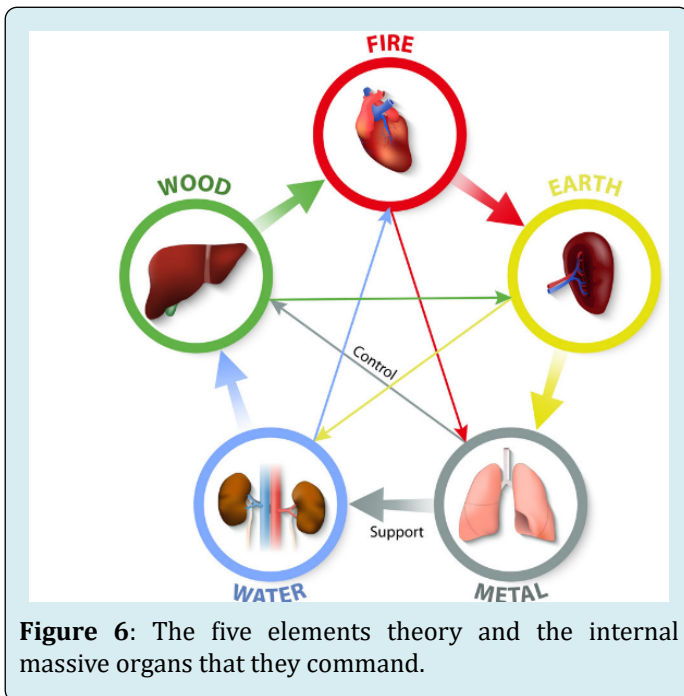 FIRE
WOOD
EARTH
Control
Support
WATER
METAL
Figure 6: The five elements theory and the internal
massive organs that they command.